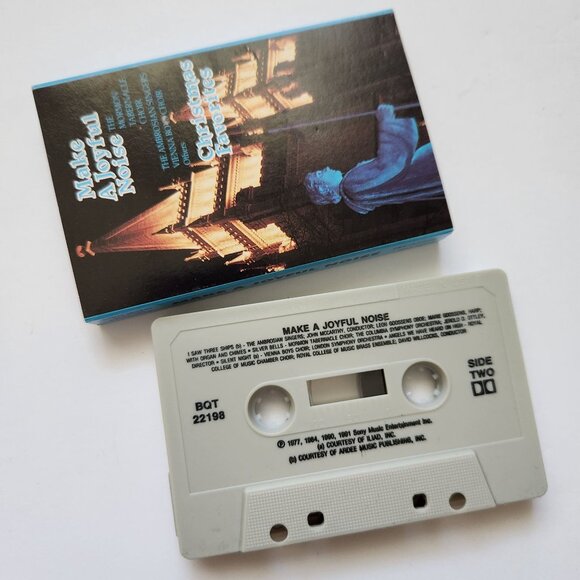 Make
A Joyful
Noise
THE
MORMON
TABERNACLE
CHOIR
THE AMBROSIAN SINGERS
VIENNA BOYS CHOIR
Others
Christmas
Favorites
MAKE A JOYFUL NOISE
I SAW THREE SHIPS (b) - THE AMBROSIAN SINGERS; JOHN McCARTHY, CONDUCTOR; LEON GOOSSENS OBOE; MARIE GOOSSENS, HARP;
WITH ORGAN AND CHIMES • SILVER BELLS - MORMON TABERNACLE CHOIR; THE COLUMBIA SYMPHONY ORCHESTRA; JEROLD D. OTTLEY,
DIRECTOR • SILENT NIGHT (a) - VIENNA BOYS CHOIR; LONDON SYMPHONY ORCHESTRA • ANGELS WE HAVE HEARD ON HIGH - ROYAL
COLLEGE OF MUSIC CHAMBER CHOIR; ROYAL COLLEGE OF MUSIC BRASS ENSEMBLE; DAVID WILLCOCKS, CONDUCTOR
BQT
22198
SIDE
TWO
℗ 1977, 1984, 1990, 1991 Sony Music Entertainment Inc.
(a) COURTESY OF ILIAD, INC.
(b) COURTESY OF ARDEE MUSIC PUBLISHING, INC.